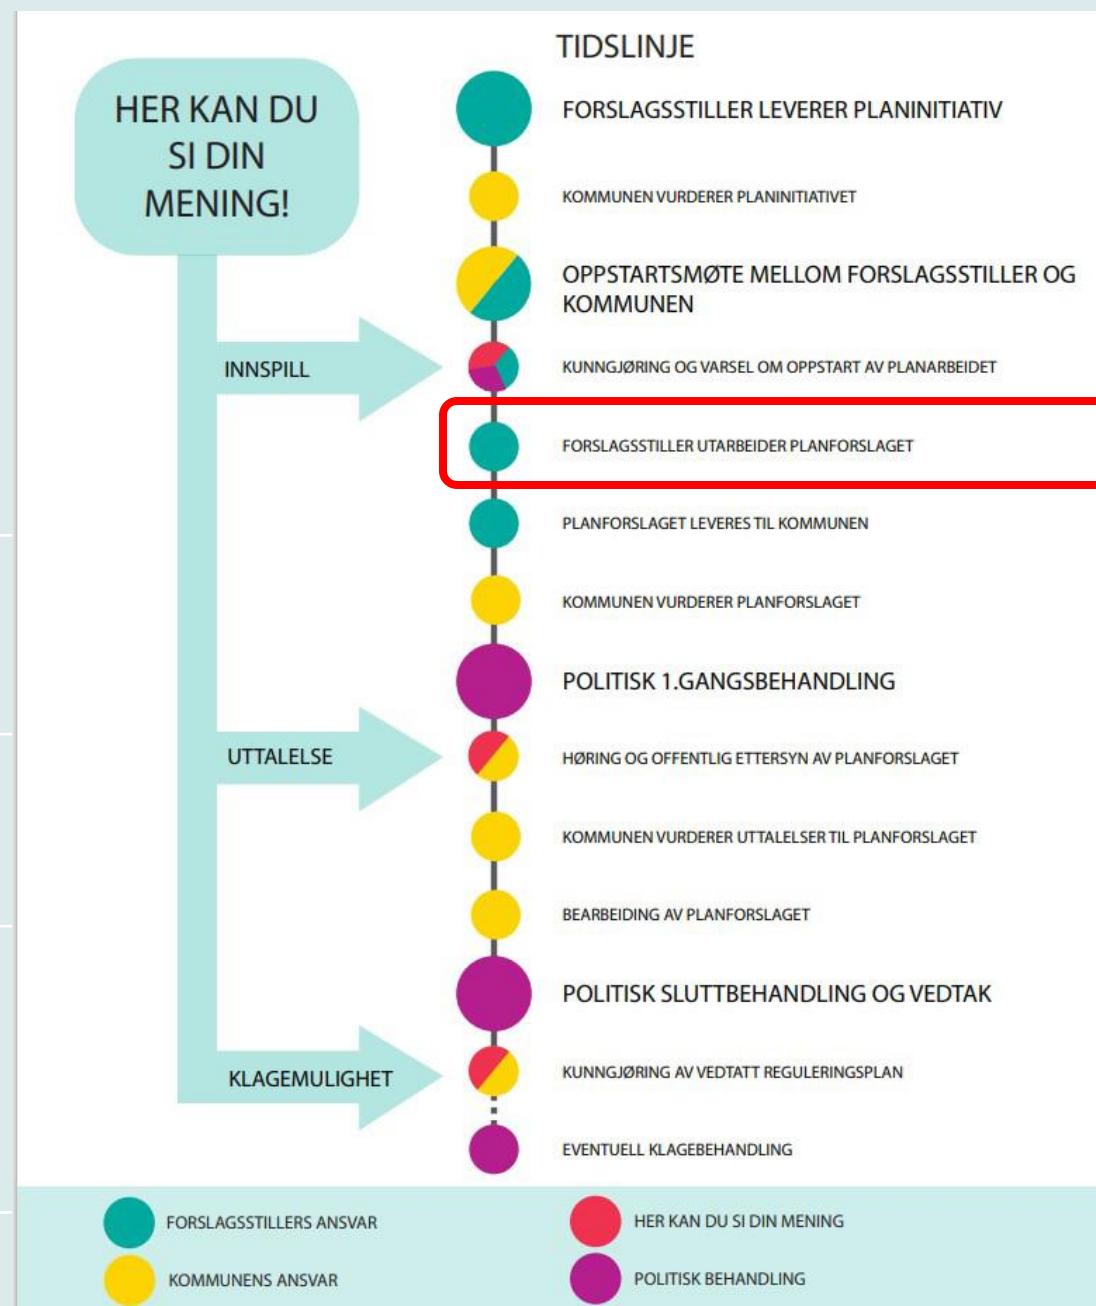 HER KAN DU
SI DIN
MENING!
INNSPILL
UTTALELSE
KLAGEMULIGHET
TIDSLINJE
FORSLAGSSTILLER LEVERER PLANINITIATIV
KOMMUNEN VURDERER PLANINITIATIVET
OPPSTARTSMØTE MELLOM FORSLAGSSTILLER OG
KOMMUNEN
KUNNGJØRING OG VARSEL OM OPPSTART AV PLANARBEIDET
FORSLAGSSTILLER UTARBEIDER PLANFORSLAGET
PLANFORSLAGET LEVERES TIL KOMMUNEN
KOMMUNEN VURDERER PLANFORSLAGET
POLITISK 1.GANGSBEHANDLING
HØRING OG OFFENTLIG ETTERSYN AV PLANFORSLAGET
KOMMUNEN VURDERER UTTALELSER TIL PLANFORSLAGET
BEARBEIDING AV PLANFORSLAGET
POLITISK SLUTTBEHANDLING OG VEDTAK
KUNNGJØRING AV VEDTATT REGULERINGSPLAN
EVENTUELL KLAGEBEHANDLING
FORSLAGSSTILLERS ANSVAR
KOMMUNENS ANSVAR
HER KAN DU SI DIN MENING
POLITISK BEHANDLING